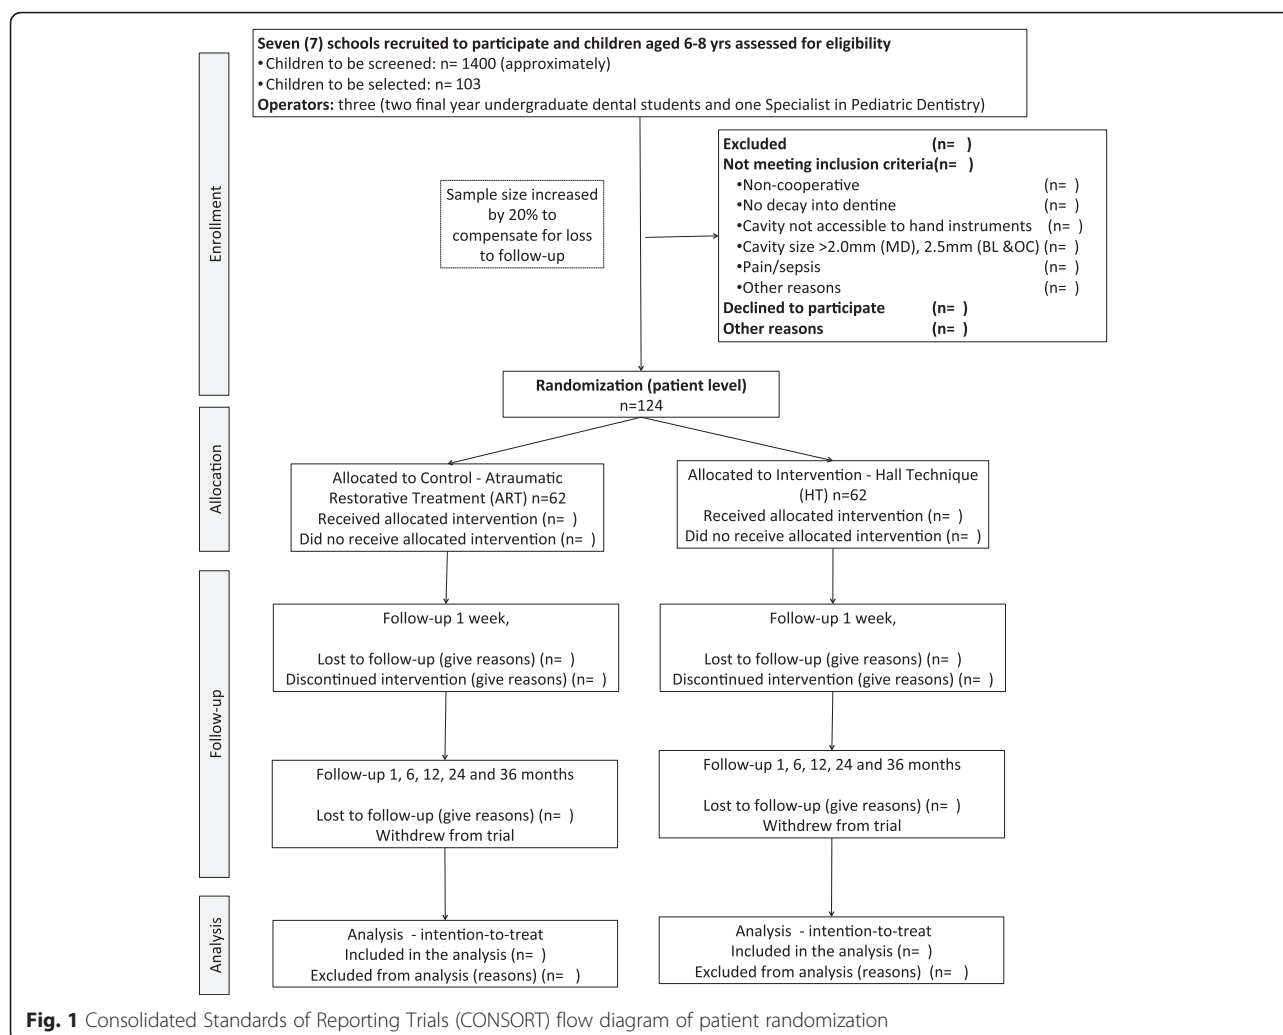 Seven (7) schools recruited to participate and children aged 6-8 yrs assessed for eligibility
•Children to be screened: n= 1400 (approximately)
•Children to be selected: n= 103
Operators: three (two final year undergraduate dental students and one Specialist in Pediatric Dentistry)
Enrollment
Sample size increased
by 20% to
compensate for loss
to follow-up
Excluded (n= )
Not meeting inclusion criteria(n= )
•Non-cooperative (n= )
•No decay into dentine (n= )
•Cavity not accessible to hand instruments (n= )
•Cavity size >2.0mm (MD), 2.5mm (BL &OC) (n= )
•Pain/sepsis (n= )
•Other reasons (n= )
Declined to participate (n= )
Other reasons (n= )
Randomization (patient level)
n=124
Allocation
Allocated to Control - Atraumatic
Restorative Treatment (ART) n=62
Received allocated intervention (n= )
Did no receive allocated intervention (n= )
Allocated to Intervention - Hall Technique
(HT) n=62
Received allocated intervention (n= )
Did no receive allocated intervention (n= )
Follow-up
Follow-up 1 week,
Lost to follow-up (give reasons) (n= )
Discontinued intervention (give reasons) (n= )
Follow-up 1 week,
Lost to follow-up (give reasons) (n= )
Discontinued intervention (give reasons) (n= )
Follow-up 1, 6, 12, 24 and 36 months
Lost to follow-up (give reasons) (n= )
Withdrew from trial
Follow-up 1, 6, 12, 24 and 36 months
Lost to follow-up (give reasons) (n= )
Withdrew from trial
Analysis
Analysis - intention-to-treat
Included in the analysis (n= )
Excluded from analysis (reasons) (n= )
Analysis - intention-to-treat
Included in the analysis (n= )
Excluded from analysis (reasons) (n= )
Fig. 1 Consolidated Standards of Reporting Trials (CONSORT) flow diagram of patient randomization